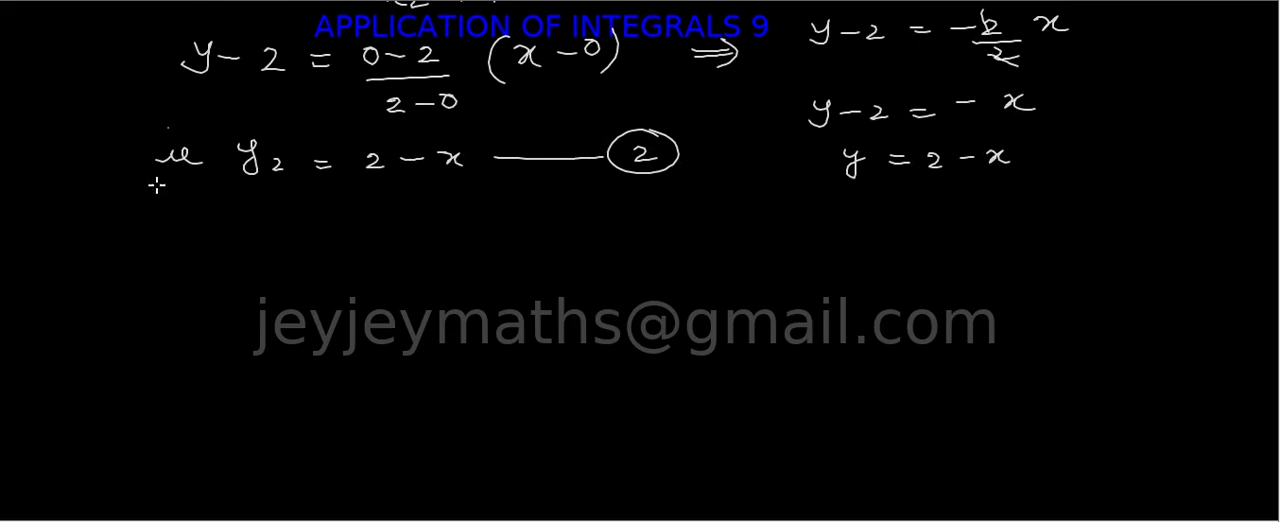 APPLICATION OF INTEGRALS 9
y - 2 = 0 - 2 / 2 - 0 (x - 0) ⇒ y - 2 = - 2 / 2 x
y - 2 = - x
ie y₂ = 2 - x ——— ② y = 2 - x
jeyjeymaths@gmail.com